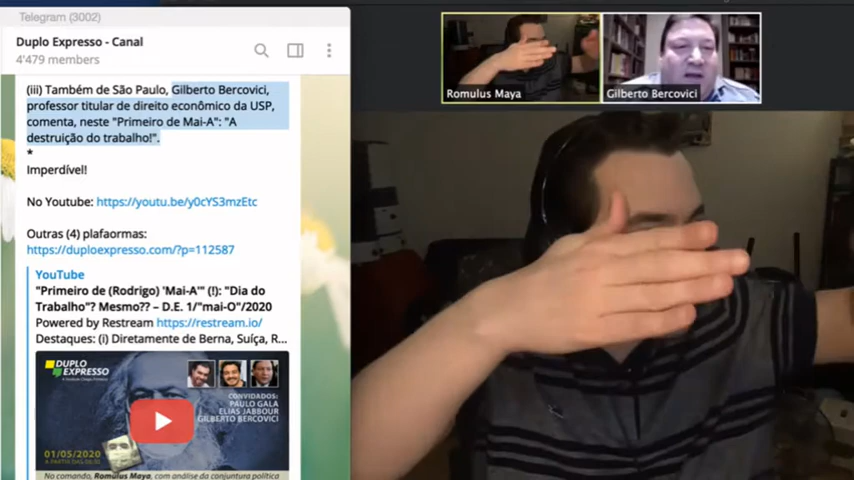 Telegram (3002)
Duplo Expresso - Canal
4'479 members
(iii) Também de São Paulo, Gilberto Bercovici,
professor titular de direito econômico da USP,
comenta, neste "Primeiro de Mai-A": "A
destruição do trabalho!".
*
Imperdível!
No Youtube: https://youtu.be/y0cYS3mzEtc
Outras (4) plafaormas:
https://duploexpresso.com/?p=112587
YouTube
"Primeiro de (Rodrigo) 'Mai-A'" (!): "Dia do
Trabalho"? Mesmo?? – D.E. 1/"mai-O"/2020
Powered by Restream https://restream.io/
Destaques: (i) Diretamente de Berna, Suíça, R...
DUPLO
EXPRESSO
CONVIDADOS:
PAULO GALA
ELIAS JABBOUR
GILBERTO BERCOVICI
01/05/2020
No comando, Romulus Maya, com análise da conjuntura política
Romulus Maya
Gilberto Bercovici